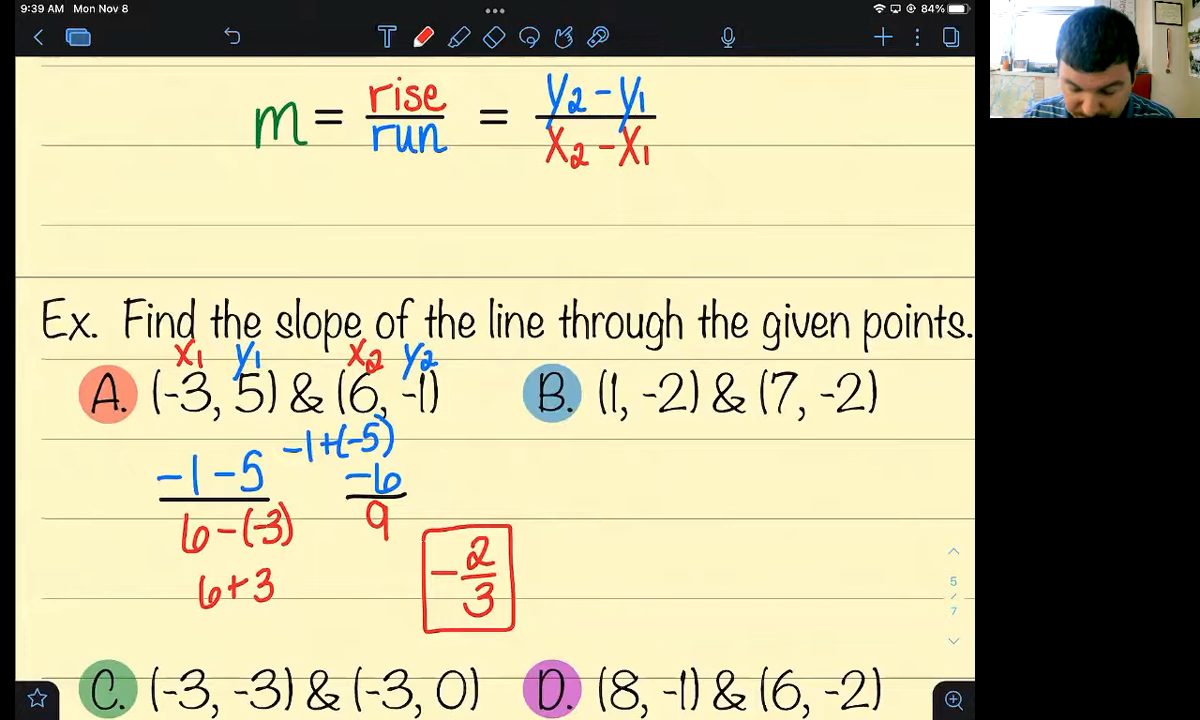 9:39 AM Mon Nov 8
84%
T
m = rise/run = y₂ - y₁ / x₂ - x₁
Ex. Find the slope of the line through the given points.
x₁ y₁ x₂ y₂
A. (-3, 5) & (6, -1)
B. (1, -2) & (7, -2)
-1 - 5
-1 + (-5)
-6
6 - (-3)
9
6 + 3
- 2/3
5
/
7
C. (-3, -3) & (-3, 0)
D. (8, -1) & (6, -2)